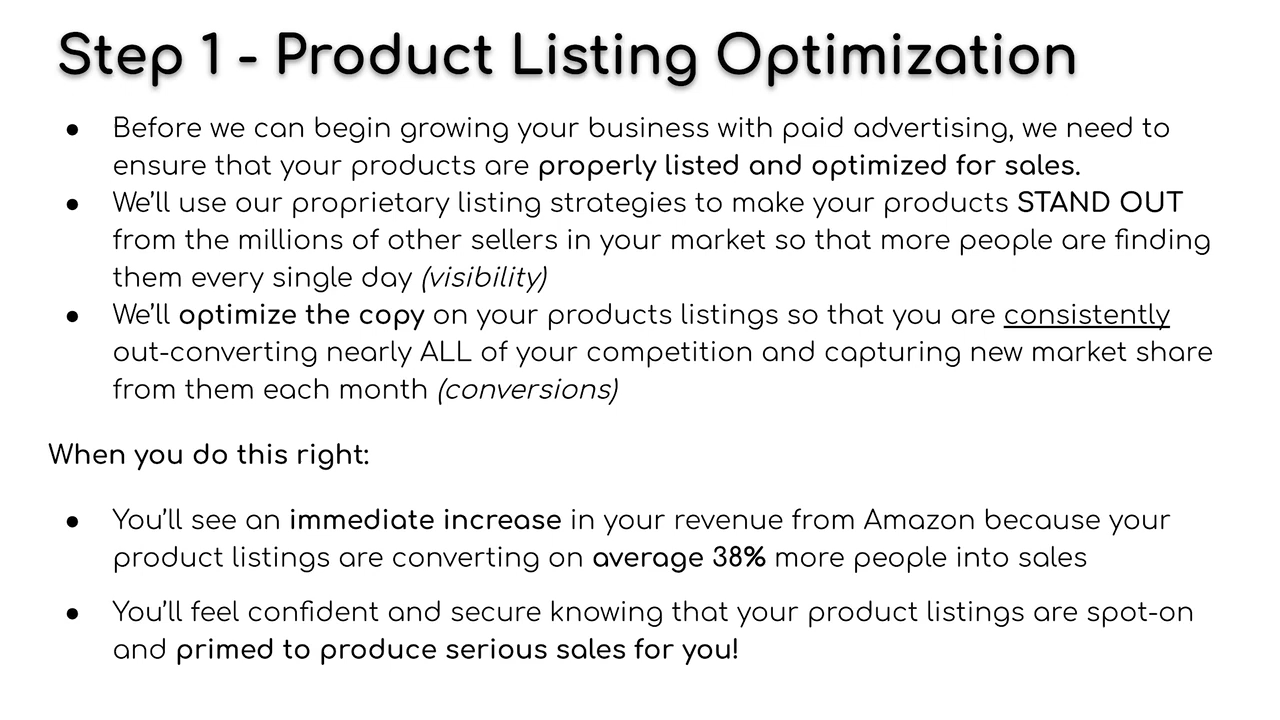 Step 1 - Product Listing Optimization
● Before we can begin growing your business with paid advertising, we need to
ensure that your products are properly listed and optimized for sales.
● We’ll use our proprietary listing strategies to make your products STAND OUT
from the millions of other sellers in your market so that more people are finding
them every single day (visibility)
● We’ll optimize the copy on your products listings so that you are consistently
out-converting nearly ALL of your competition and capturing new market share
from them each month (conversions)
When you do this right:
● You’ll see an immediate increase in your revenue from Amazon because your
product listings are converting on average 38% more people into sales
● You’ll feel confident and secure knowing that your product listings are spot-on
and primed to produce serious sales for you!